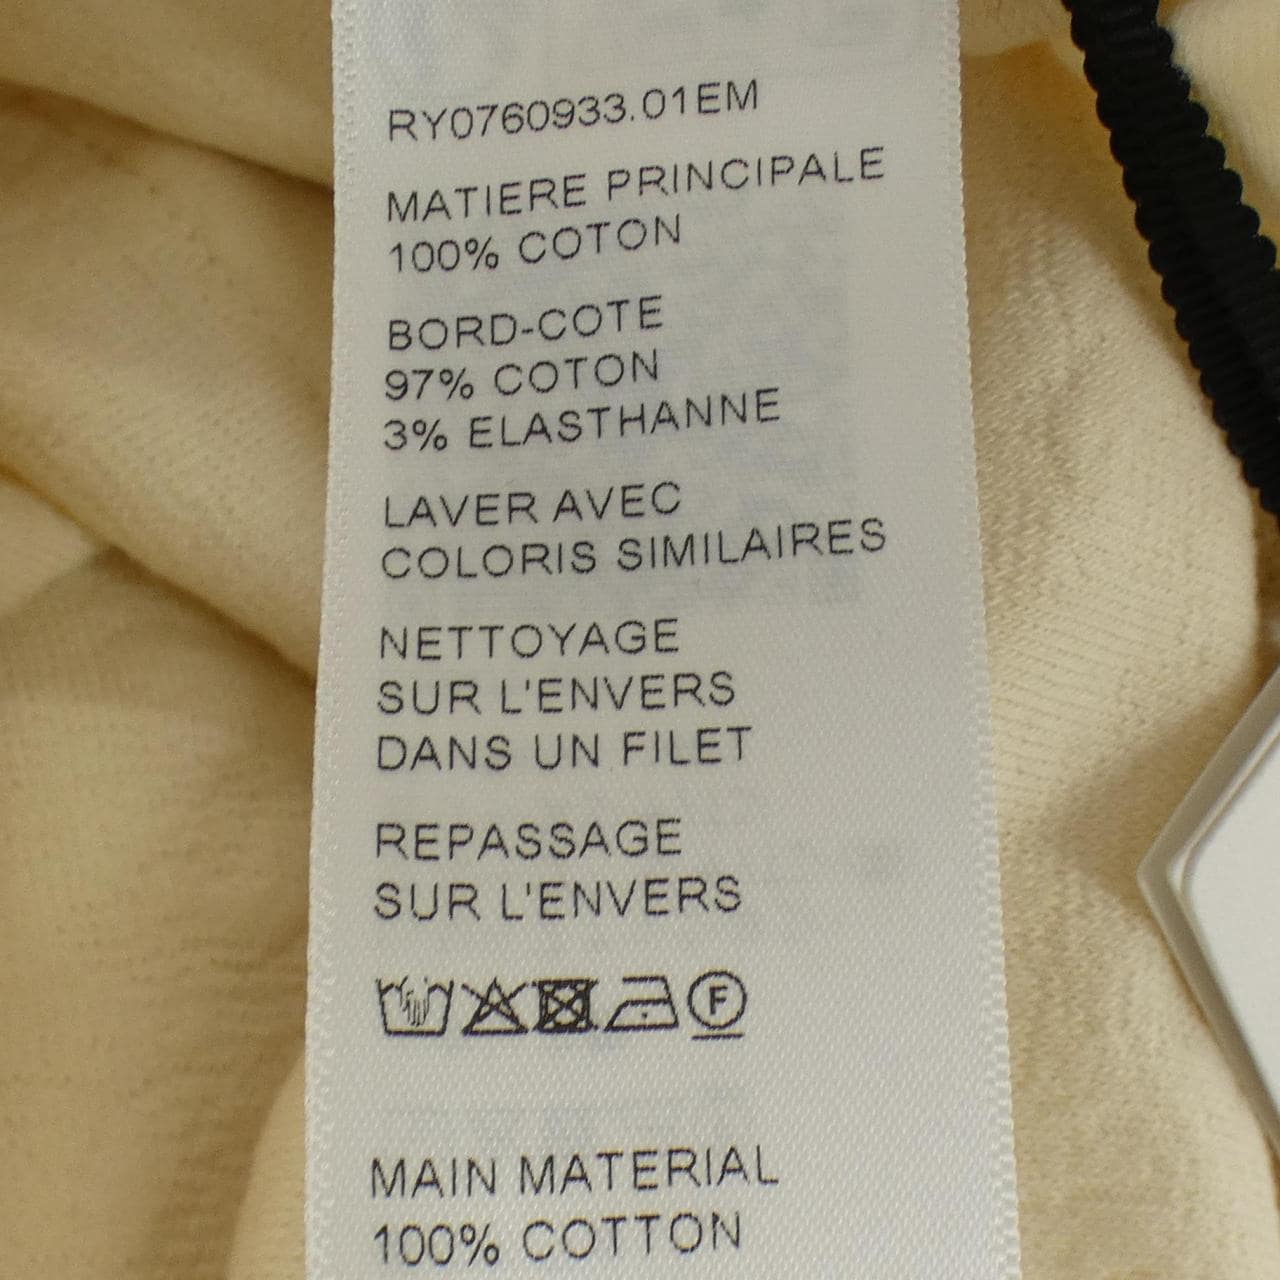 RY0760933.01EM
MATIERE PRINCIPALE
100% COTON
BORD-COTE
97% COTON
3% ELASTHANNE
LAVER AVEC
COLORIS SIMILAIRES
NETTOYAGE
SUR L'ENVERS
DANS UN FILET
REPASSAGE
SUR L'ENVERS
F
MAIN MATERIAL
100% COTTON